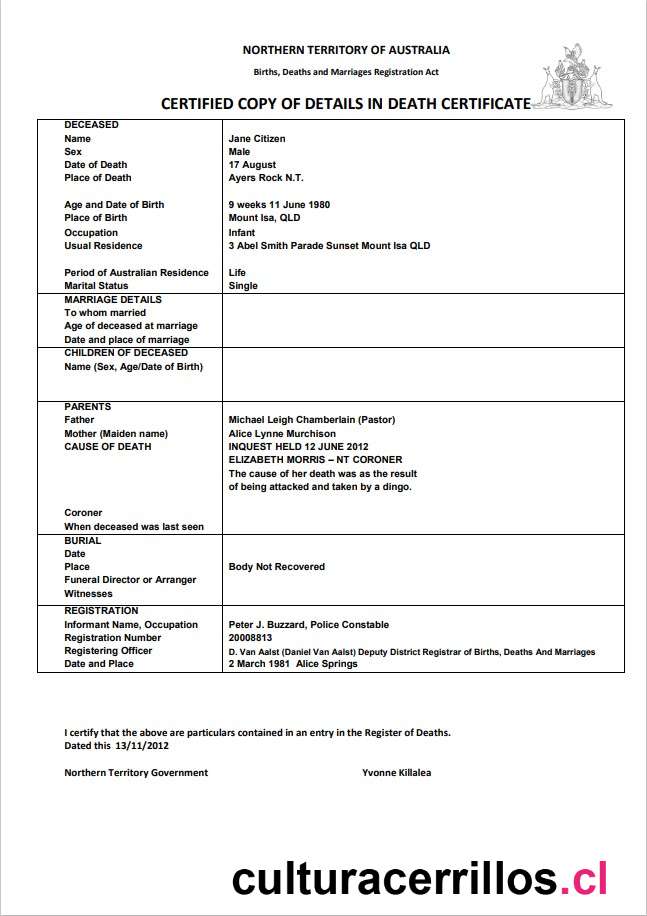 NORTHERN TERRITORY OF AUSTRALIA
Births, Deaths and Marriages Registration Act
CERTIFIED COPY OF DETAILS IN DEATH CERTIFICATE
DECEASED
Name Jane Citizen
Sex Male
Date of Death 17 August
Place of Death Ayers Rock N.T.
Age and Date of Birth 9 weeks 11 June 1980
Place of Birth Mount Isa, QLD
Occupation Infant
Usual Residence 3 Abel Smith Parade Sunset Mount Isa QLD
Period of Australian Residence Life
Marital Status Single
MARRIAGE DETAILS
To whom married
Age of deceased at marriage
Date and place of marriage
CHILDREN OF DECEASED
Name (Sex, Age/Date of Birth)
PARENTS
Father Michael Leigh Chamberlain (Pastor)
Mother (Maiden name) Alice Lynne Murchison
CAUSE OF DEATH INQUEST HELD 12 JUNE 2012
ELIZABETH MORRIS – NT CORONER
The cause of her death was as the result
of being attacked and taken by a dingo.
Coroner
When deceased was last seen
BURIAL
Date
Place Body Not Recovered
Funeral Director or Arranger
Witnesses
REGISTRATION
Informant Name, Occupation Peter J. Buzzard, Police Constable
Registration Number 20008813
Registering Officer D. Van Aalst (Daniel Van Aalst) Deputy District Registrar of Births, Deaths And Marriages
Date and Place 2 March 1981 Alice Springs
I certify that the above are particulars contained in an entry in the Register of Deaths.
Dated this 13/11/2012
Northern Territory Government Yvonne Killalea
culturacerrillos.cl